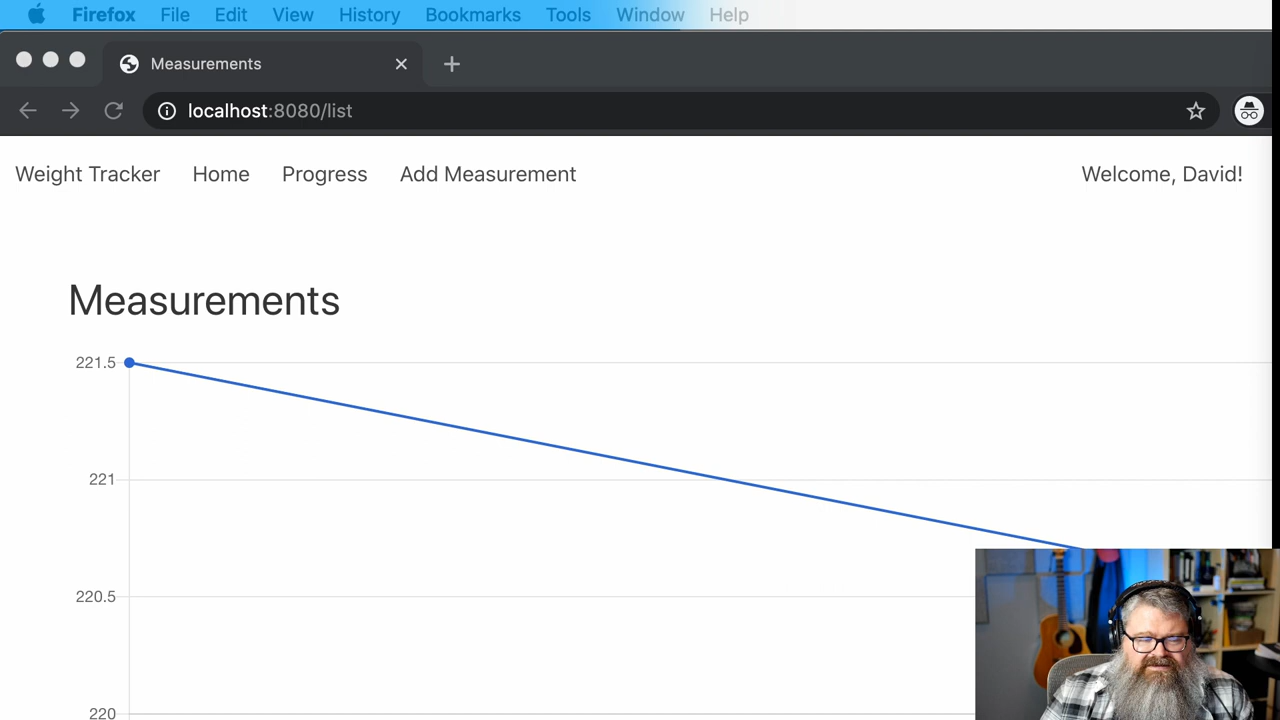 Firefox File Edit View History Bookmarks Tools Window Help
Measurements
localhost:8080/list
Weight Tracker Home Progress Add Measurement Welcome, David!
Measurements
221.5
221
220.5
220